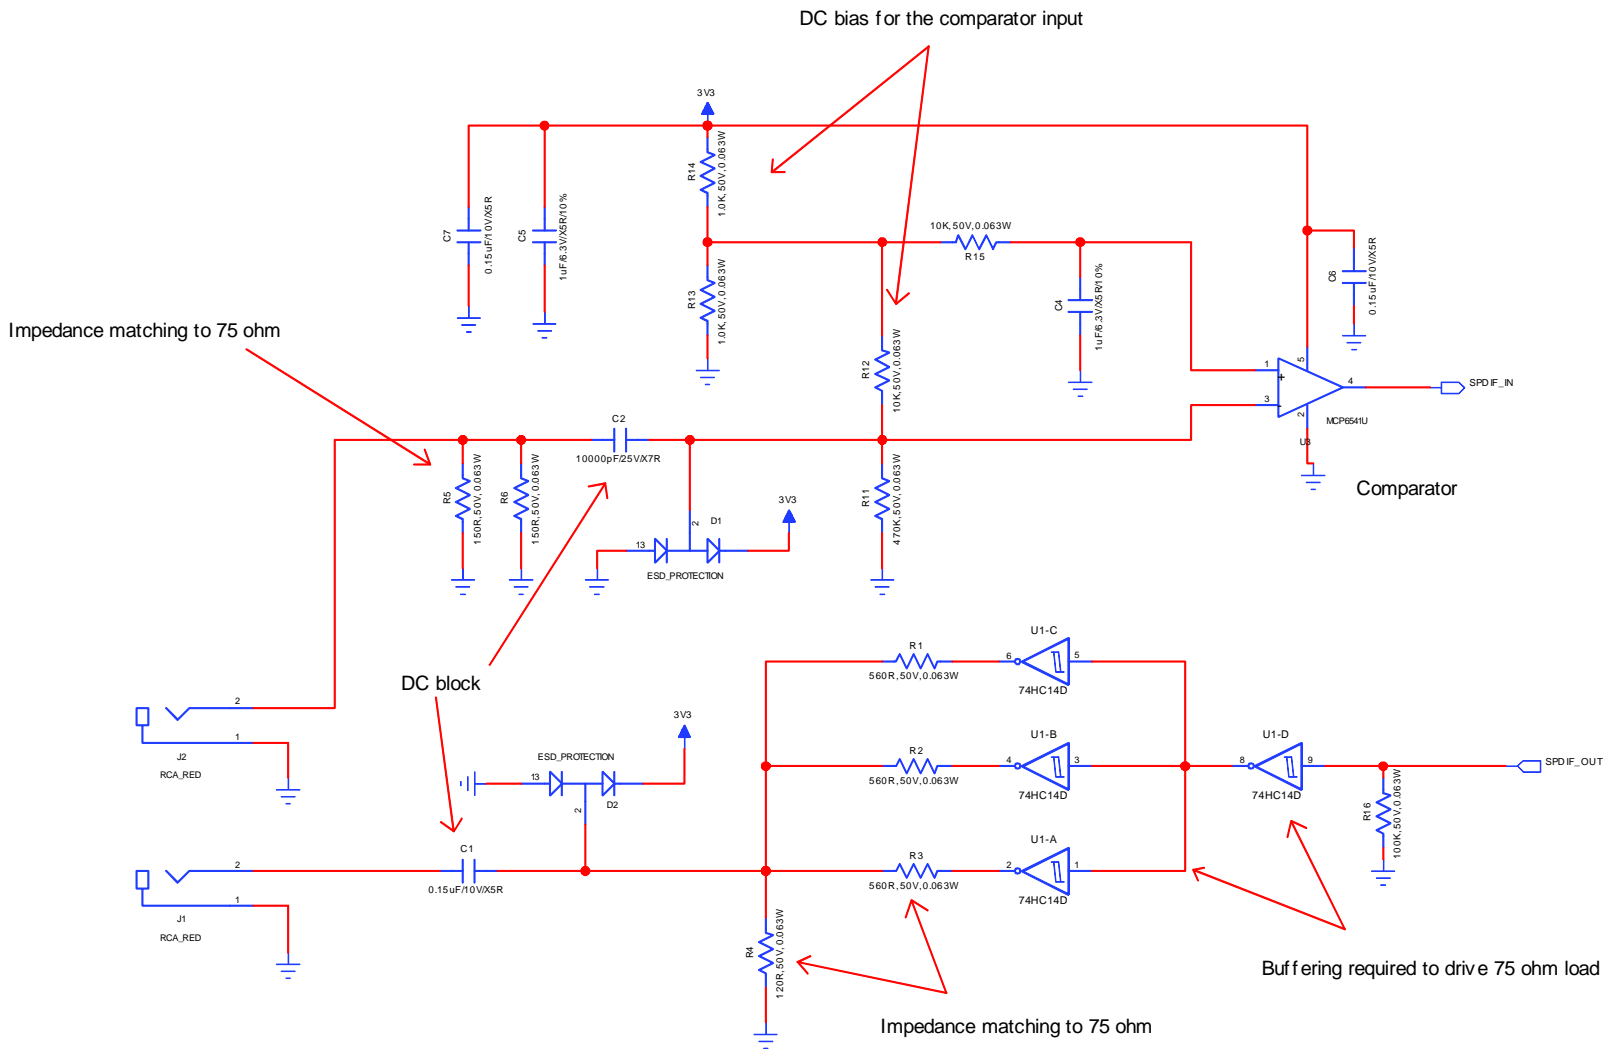 DC bias for the comparator input
3V3
R14
1.0K,50V,0.063W
C7
0.15uF/10V/X5R
C5
1uF/6.3V/X5R/10%
10K,50V,0.063W
R15
R13
1.0K,50V,0.063W
C4
1uF/6.3V/X5R/10%
C6
0.15uF/10V/X5R
Impedance matching to 75 ohm
R12
10K,50V,0.063W
1
+
5
3
-
2
4
SPDIF_IN
MCP6541U
U3
Comparator
C2
10000pF/25V/X7R
R5
150R,50V,0.063W
R6
150R,50V,0.063W
R11
470K,50V,0.063W
3V3
D1
2
13
ESD_PROTECTION
DC block
U1-C
R1
6
5
560R,50V,0.063W
74HC14D
2
1
J2
RCA_RED
3V3
ESD_PROTECTION
13
D2
2
U1-B
R2
4
3
560R,50V,0.063W
74HC14D
U1-D
8
9
74HC14D
SPDIF_OUT
R16
100K,50V,0.063W
U1-A
R3
2
1
560R,50V,0.063W
74HC14D
C1
0.15uF/10V/X5R
2
1
J1
RCA_RED
R4
120R,50V,0.063W
Buffering required to drive 75 ohm load
Impedance matching to 75 ohm